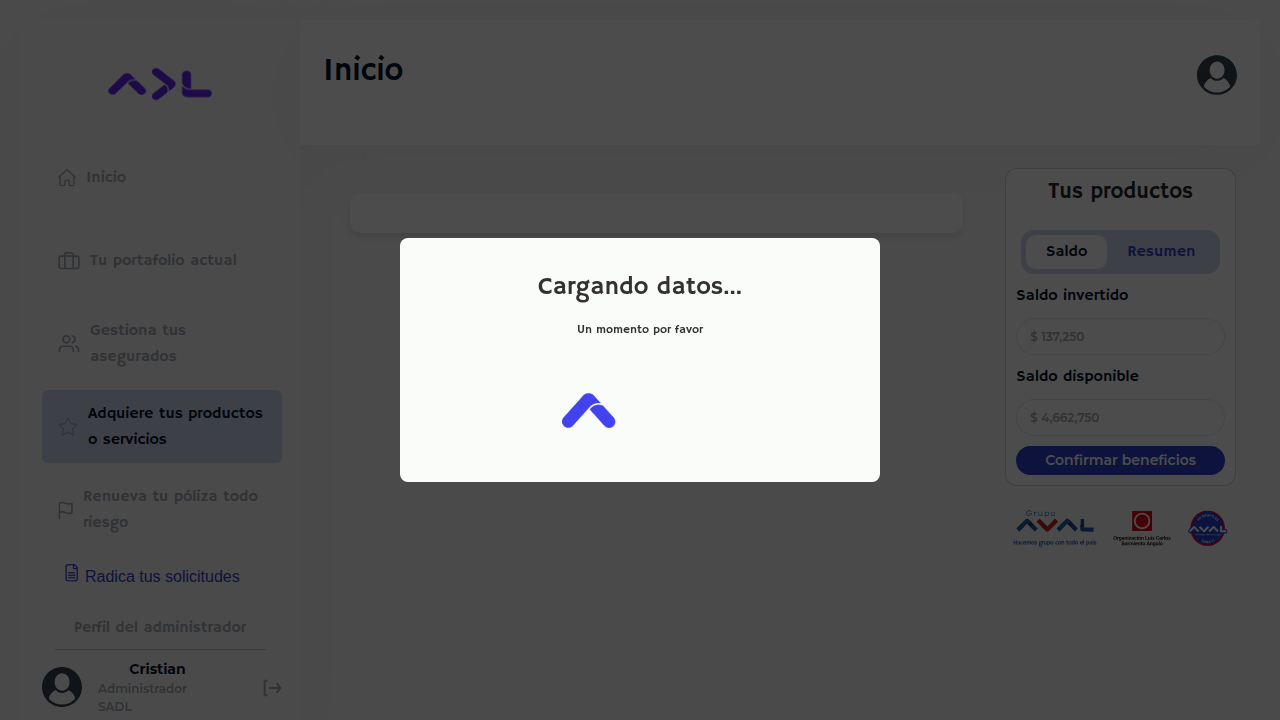 ADL
Inicio
Inicio
Tu portafolio actual
Gestiona tus
asegurados
Adquiere tus productos
o servicios
Renueva tu póliza todo
riesgo
Radica tus solicitudes
Perfil del administrador
Cristian
Administrador
SADL
Cargando datos...
Un momento por favor
Tus productos
Saldo
Resumen
Saldo invertido
$ 137,250
Saldo disponible
$ 4,662,750
Confirmar beneficios
Grupo
AVAL
Hacemos grupo con todo el país
Organización Luis Carlos
Sarmiento Angulo
AVAL